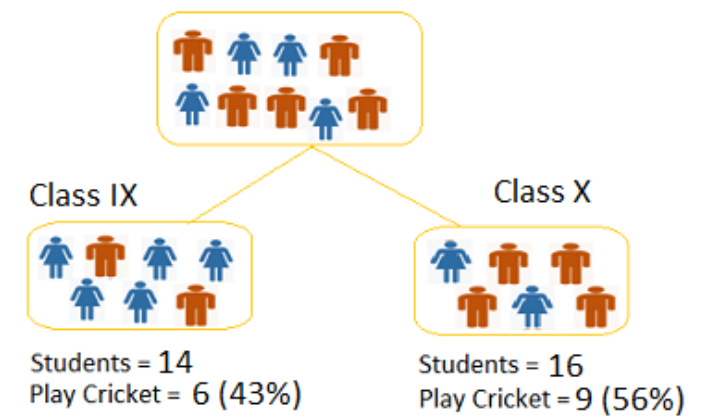 Class IX
Students = 14
Play Cricket = 6 (43%)
Class X
Students = 16
Play Cricket = 9 (56%)